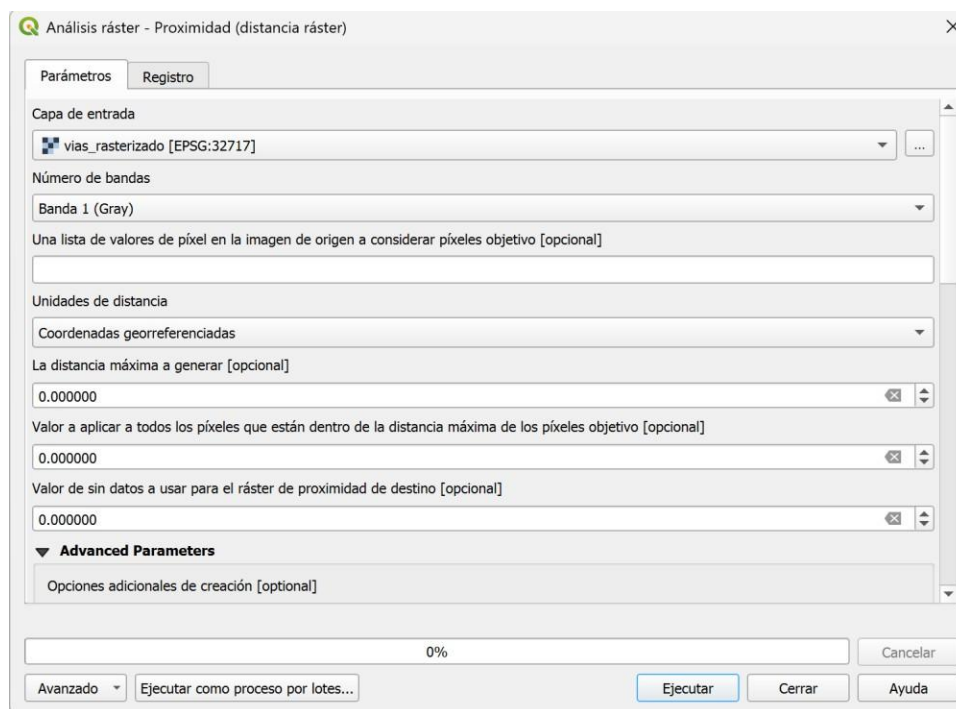 Análisis ráster - Proximidad (distancia ráster)
Parámetros
Registro
Capa de entrada
vias_rasterizado [EPSG:32717]
...
Número de bandas
Banda 1 (Gray)
Una lista de valores de píxel en la imagen de origen a considerar píxeles objetivo [opcional]
Unidades de distancia
Coordenadas georreferenciadas
La distancia máxima a generar [opcional]
0.000000
Valor a aplicar a todos los píxeles que están dentro de la distancia máxima de los píxeles objetivo [opcional]
0.000000
Valor de sin datos a usar para el ráster de proximidad de destino [opcional]
0.000000
Advanced Parameters
Opciones adicionales de creación [optional]
0%
Cancelar
Avanzado
Ejecutar como proceso por lotes...
Ejecutar
Cerrar
Ayuda